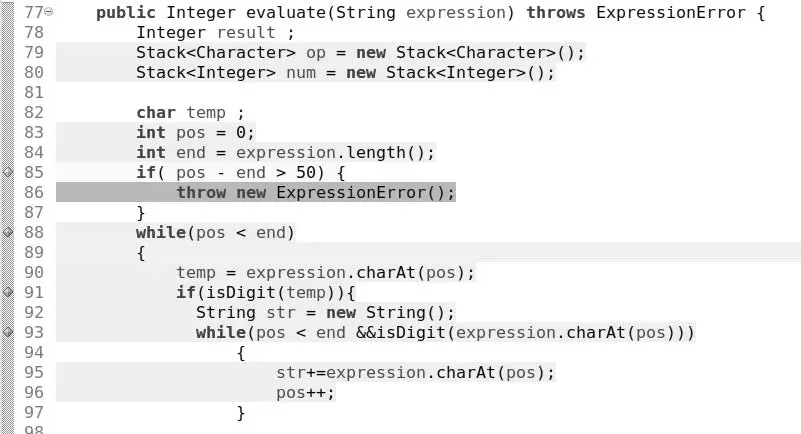 77 public Integer evaluate(String expression) throws ExpressionError {
78 Integer result ;
79 Stack<Character> op = new Stack<Character>();
80 Stack<Integer> num = new Stack<Integer>();
81
82 char temp ;
83 int pos = 0;
84 int end = expression.length();
85 if( pos - end > 50) {
86 throw new ExpressionError();
87 }
88 while(pos < end)
89 {
90 temp = expression.charAt(pos);
91 if(isDigit(temp)){
92 String str = new String();
93 while(pos < end &&isDigit(expression.charAt(pos)))
94 {
95 str+=expression.charAt(pos);
96 pos++;
97 }
98